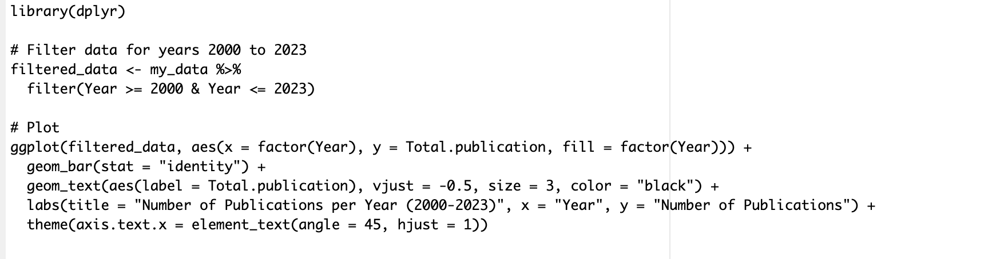 library(dplyr)

# Filter data for years 2000 to 2023
filtered_data <- my_data %>%
  filter(Year >= 2000 & Year <= 2023)

# Plot
ggplot(filtered_data, aes(x = factor(Year), y = Total.publication, fill = factor(Year))) +
  geom_bar(stat = "identity") +
  geom_text(aes(label = Total.publication), vjust = -0.5, size = 3, color = "black") +
  labs(title = "Number of Publications per Year (2000-2023)", x = "Year", y = "Number of Publications") +
  theme(axis.text.x = element_text(angle = 45, hjust = 1))